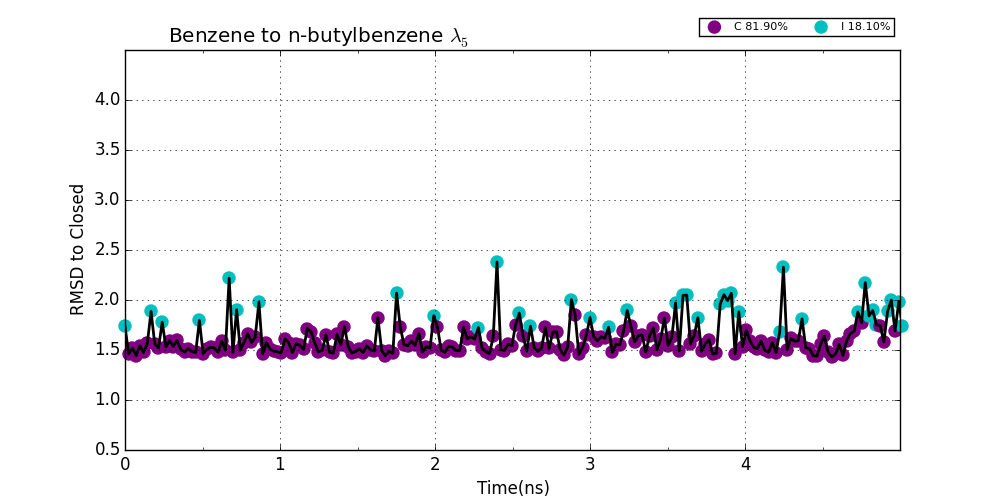 Benzene to n-butylbenzene λ₅
C 81.90%
I 18.10%
RMSD to Closed
4.0
3.5
3.0
2.5
2.0
1.5
1.0
0.5
0 1 2 3 4
Time(ns)